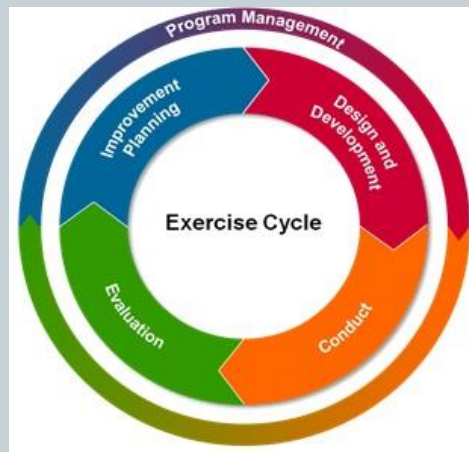 Program Management
Design and
Development
Conduct
Evaluation
Improvement
Planning
Exercise Cycle